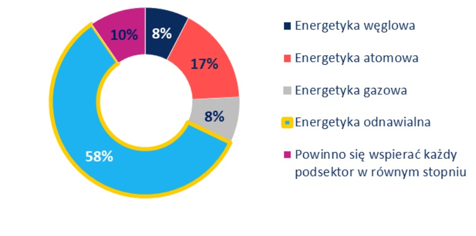 8%
17%
8%
58%
10%
Energetyka węglowa
Energetyka atomowa
Energetyka gazowa
Energetyka odnawialna
Powinno się wspierać każdy
podsektor w równym stopniu